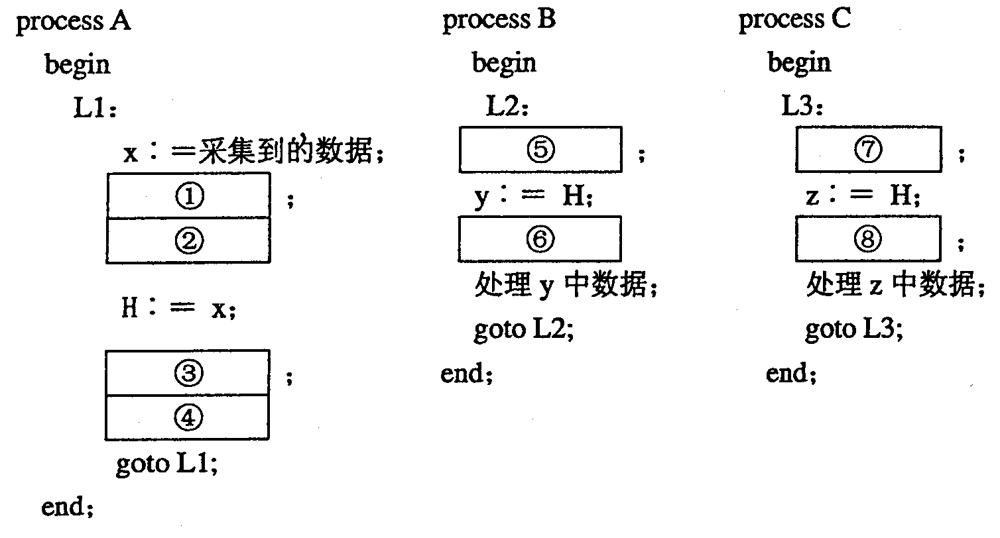 process A
begin
L1:
x:=采集到的数据;
① ;
②
H:= x;
③ ;
④
goto L1;
end;
process B
begin
L2:
⑤ ;
y:= H;
⑥
处理 y 中数据;
goto L2;
end;
process C
begin
L3:
⑦ ;
z:= H;
⑧ ;
处理 z 中数据;
goto L3;
end;